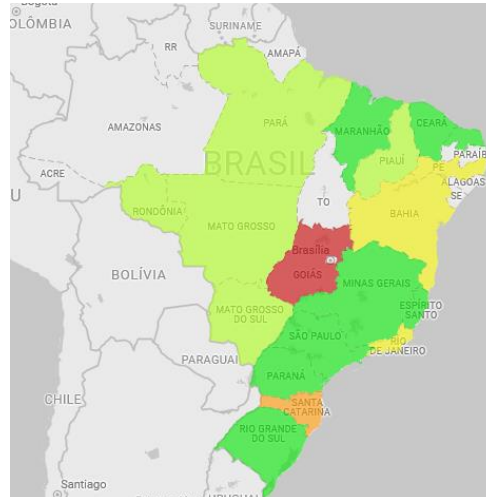 OLÔMBIA
SURINAME
RR
AMAPÁ
AMAZONAS
PARÁ
MARANHÃO
CEARÁ
BRASIL
PIAUÍ
PARAÍB
PE
ACRE
ALAGOAS
SE
TO
RONDÔNIA
BAHIA
MATO GROSSO
Brasília
GOIÁS
BOLÍVIA
MINAS GERAIS
MATO GROSSO
DO SUL
ESPÍRITO
SANTO
SÃO PAULO
RIO
DE JANEIRO
PARAGUAI
PARANÁ
CHILE
SANTA
CATARINA
RIO GRANDE
DO SUL
Santiago